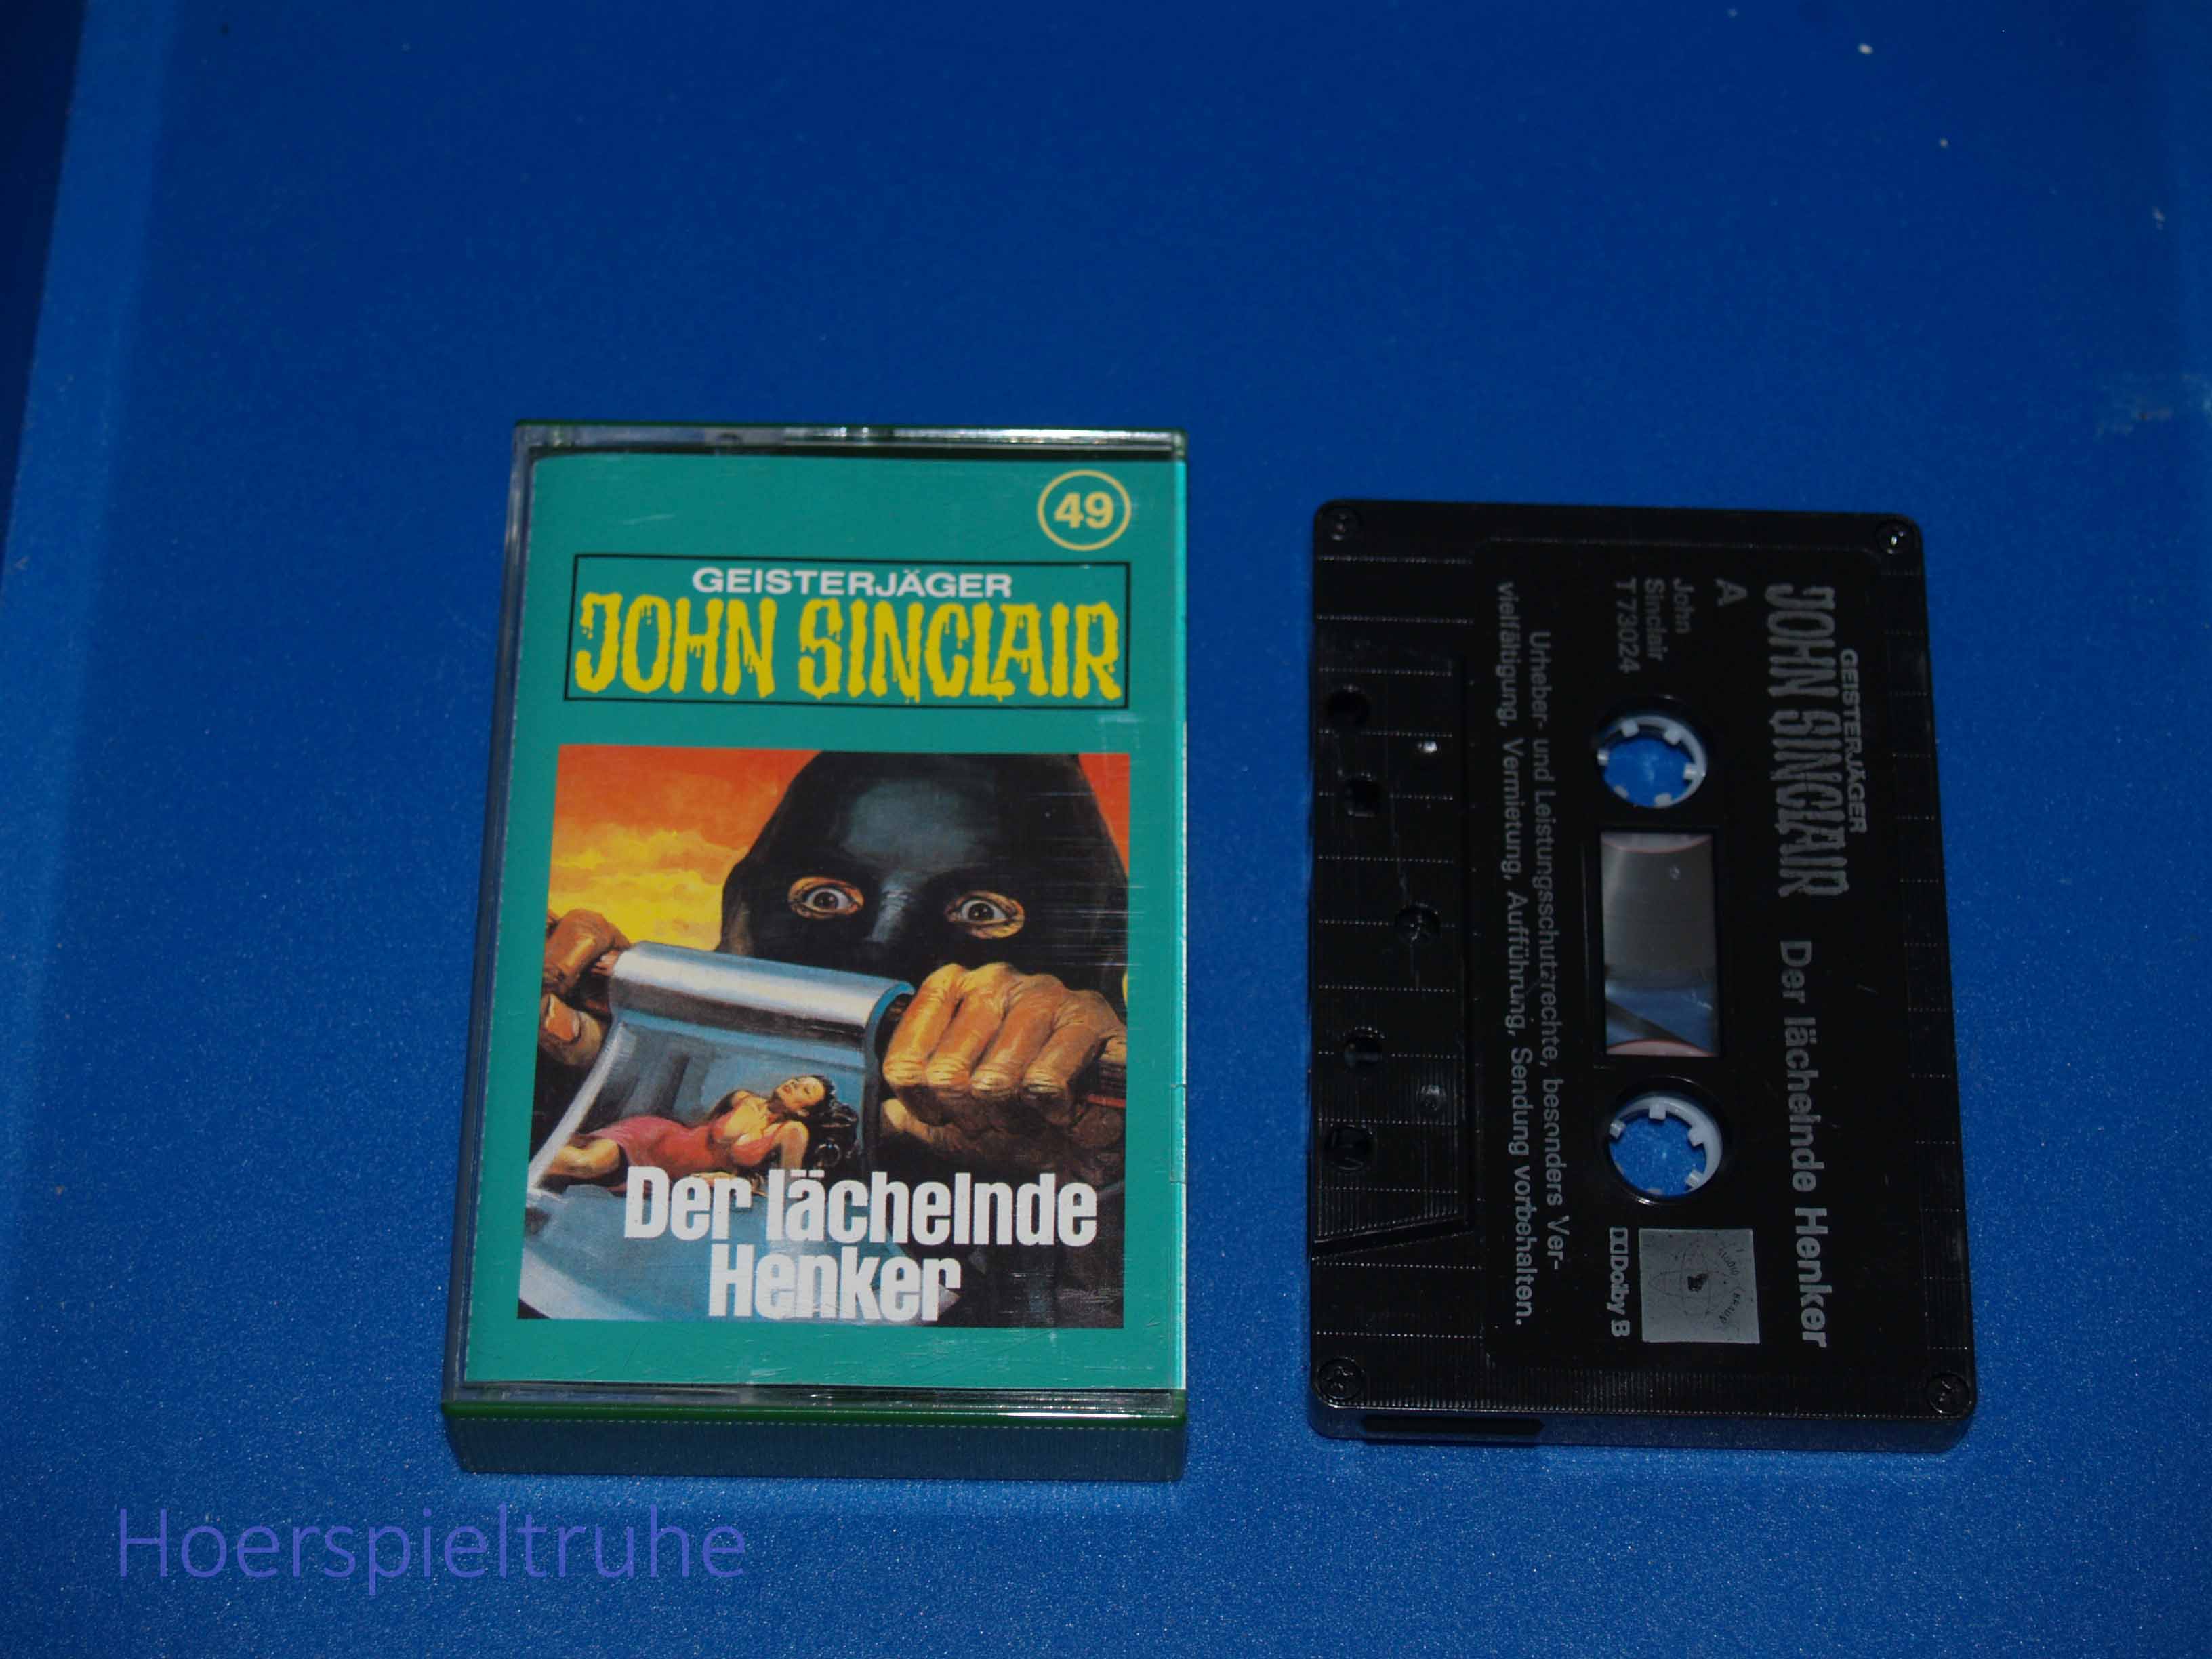 49
GEISTERJÄGER
JOHN SINCLAIR
Der lächelnde
Henker
GEISTERJÄGER
JOHN SINCLAIR Der lächelnde Henker
A
John
Sinclair
T 73024
Dolby B
Urheber- und Leistungsschutzrechte, besonders Ver-
vielfältigung, Vermietung, Aufführung, Sendung vorbehalten.
Hoerspieltruhe